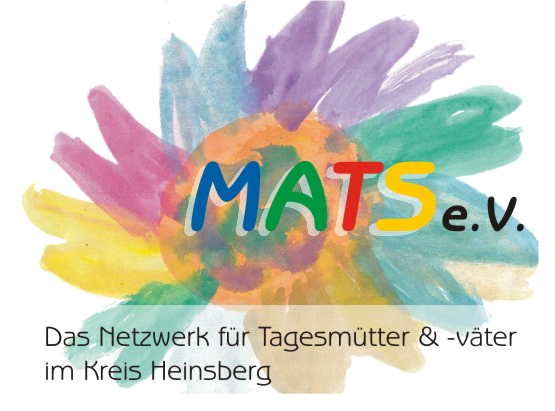 MATS e.V.
Das Netzwerk für Tagesmütter & -väter
im Kreis Heinsberg